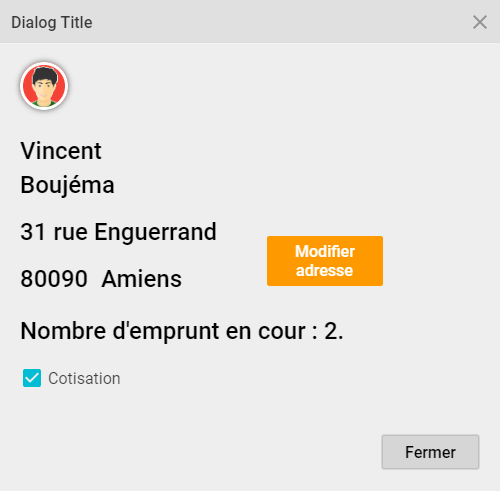 Dialog Title
Vincent
Boujéma
31 rue Enguerrand
Modifier
adresse
80090 Amiens
Nombre d'emprunt en cour : 2.
Cotisation
Fermer